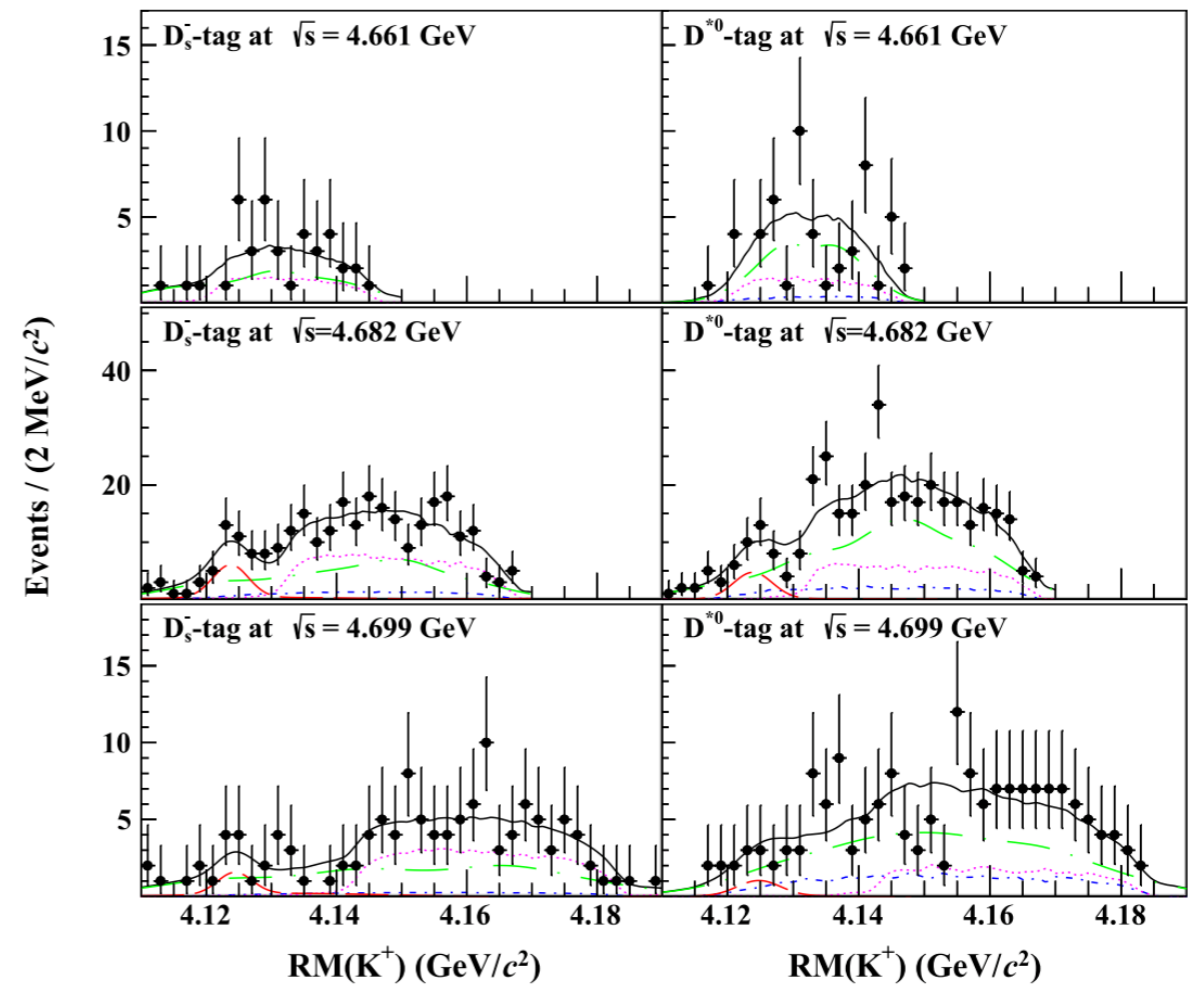 D_s^--tag at √s = 4.661 GeV
D^{*0}-tag at √s = 4.661 GeV
15
10
5
D_s^--tag at √s=4.682 GeV
D^{*0}-tag at √s=4.682 GeV
40
20
D_s^--tag at √s = 4.699 GeV
D^{*0}-tag at √s = 4.699 GeV
15
10
5
Events / (2 MeV/c²)
4.12 4.14 4.16 4.18
4.12 4.14 4.16 4.18
RM(K⁺) (GeV/c²)
RM(K⁺) (GeV/c²)